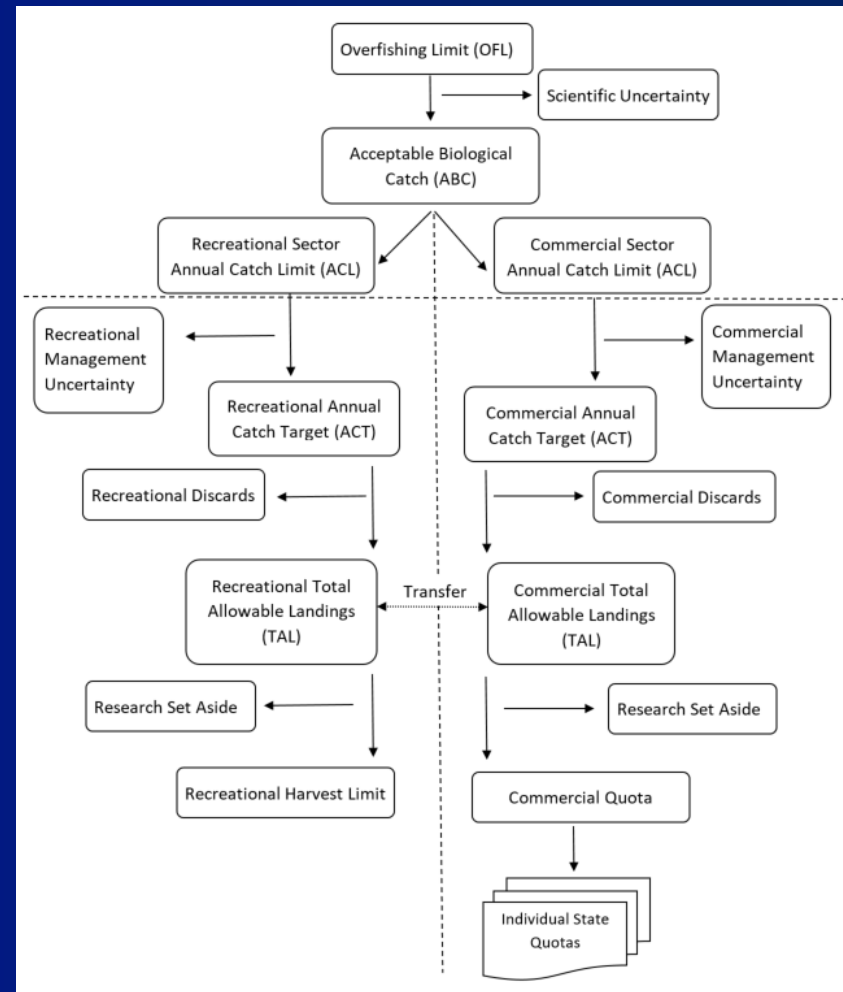 Overfishing Limit (OFL)
Scientific Uncertainty
Acceptable Biological
Catch (ABC)
Recreational Sector
Annual Catch Limit (ACL)
Commercial Sector
Annual Catch Limit (ACL)
Recreational
Management
Uncertainty
Commercial
Management
Uncertainty
Recreational Annual
Catch Target (ACT)
Commercial Annual
Catch Target (ACT)
Recreational Discards
Commercial Discards
Recreational Total
Allowable Landings
(TAL)
Transfer
Commercial Total
Allowable Landings
(TAL)
Research Set Aside
Research Set Aside
Recreational Harvest Limit
Commercial Quota
Individual State
Quotas